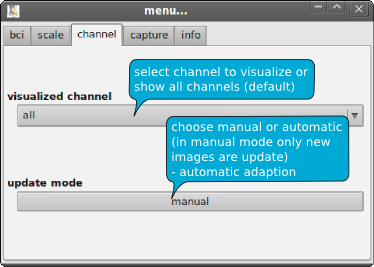 menu...
bci scale channel capture info
select channel to visualize or
show all channels (default)
visualized channel
all
choose manual or automatic
(in manual mode only new
images are update)
- automatic adaption
update mode
manual